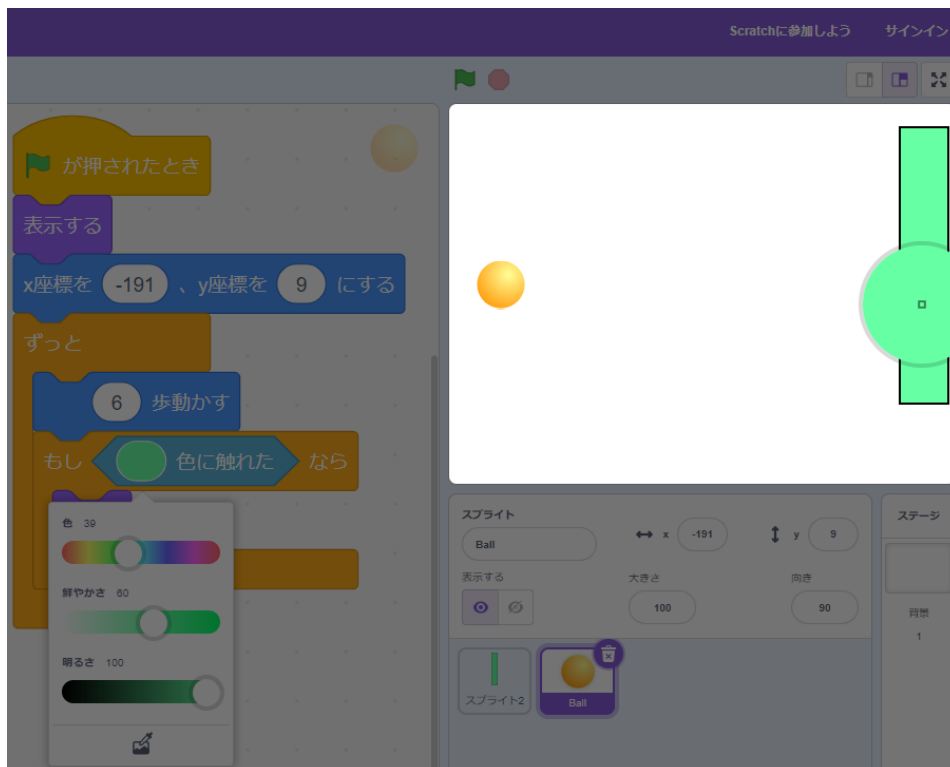 Scratchに参加しよう サインイン
が押されたとき
表示する
x座標を -191 、y座標を 9 にする
ずっと
6 歩動かす
もし 色に触れた なら
色 39
鮮やかさ 60
明るさ 100
スプライト
Ball
x -191
y 9
表示する
大きさ
100
向き
90
スプライト2
Ball
ステージ
背景
1